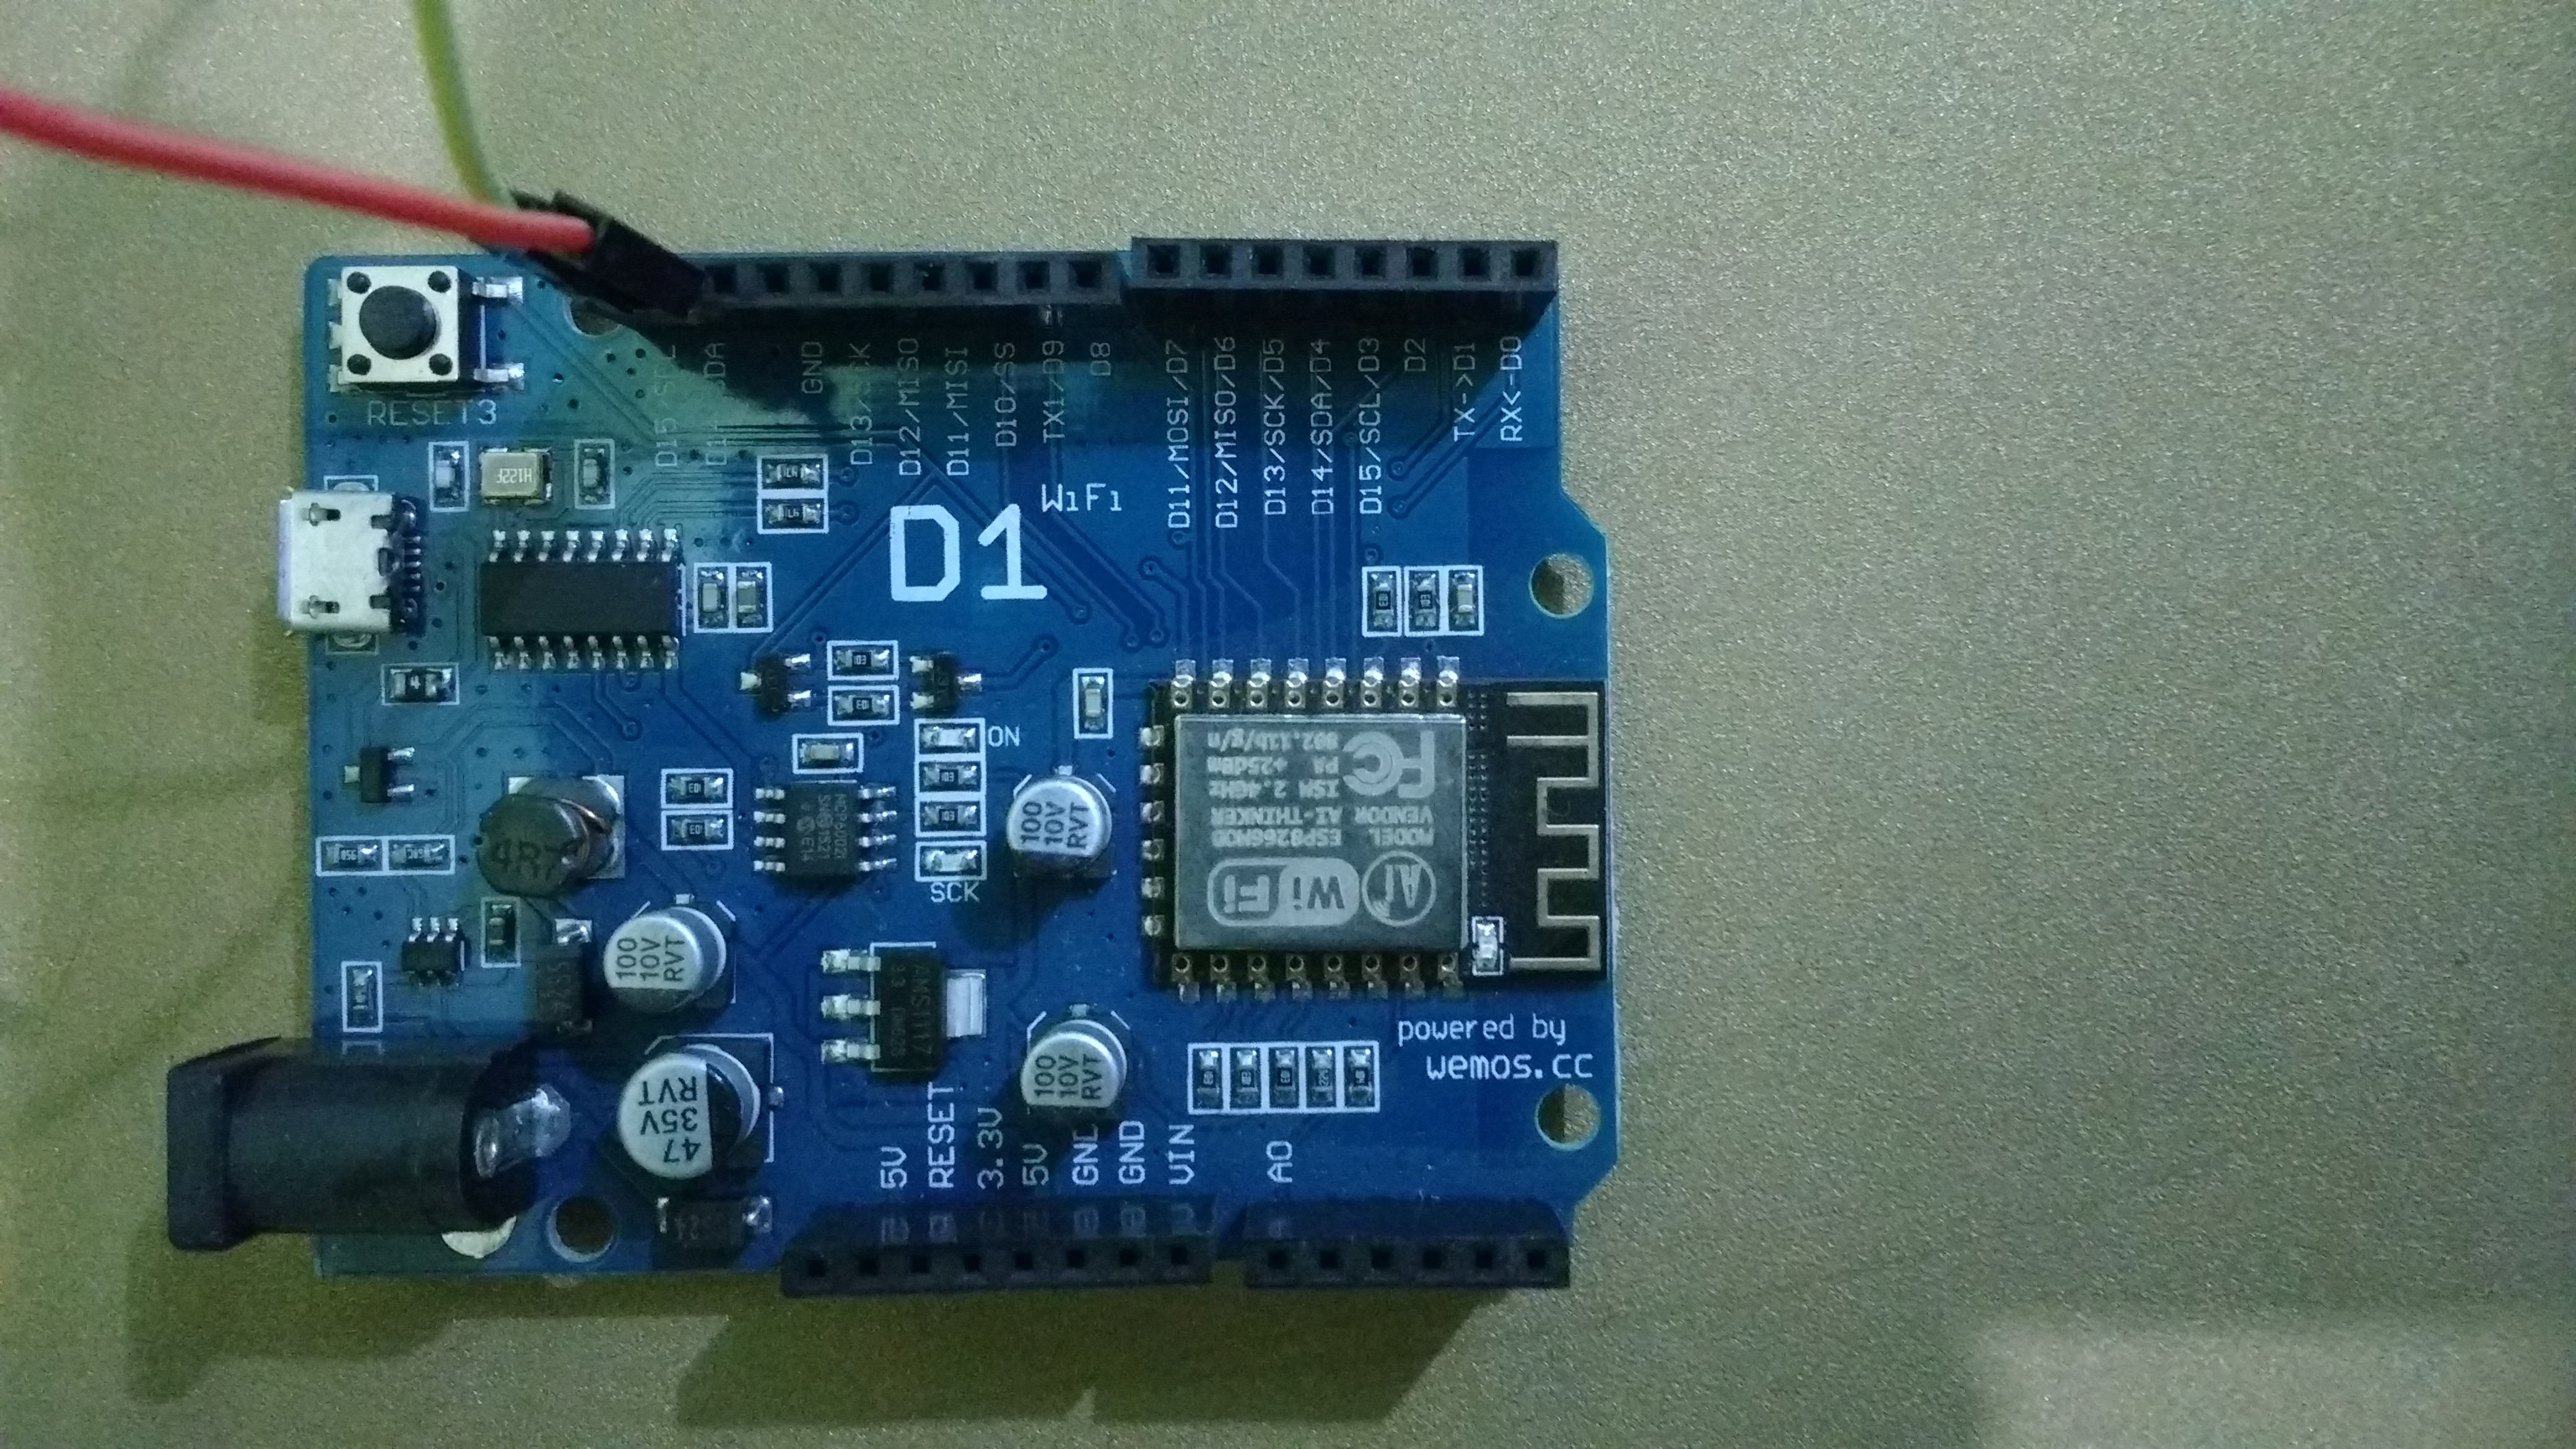 RESET3
D15 SCL
SDA
GND
D13/SCK
D12/MISO
D11/MISI
D10/SS
TX1/D9
D8
D11/MOSI/D7
D12/MISO/D6
D13/SCK/D5
D14/SDA/D4
D15/SCL/D3
D2
TX->D1
RX<-D0
H122F
D1
WiFi
ON
SCK
4R7
100
10V
RVT
100
10V
RVT
100
10V
RVT
47
35V
RVT
SS24
AMS1117
Ai
WiFi
MODEL ESP8266MOD
VENDOR AI-THINKER
ISM 2.4GHz
PA +25dBm
802.11b/g/n
FC
powered by
wemos.cc
5V
RESET
3.3V
5V
GND
GND
VIN
A0